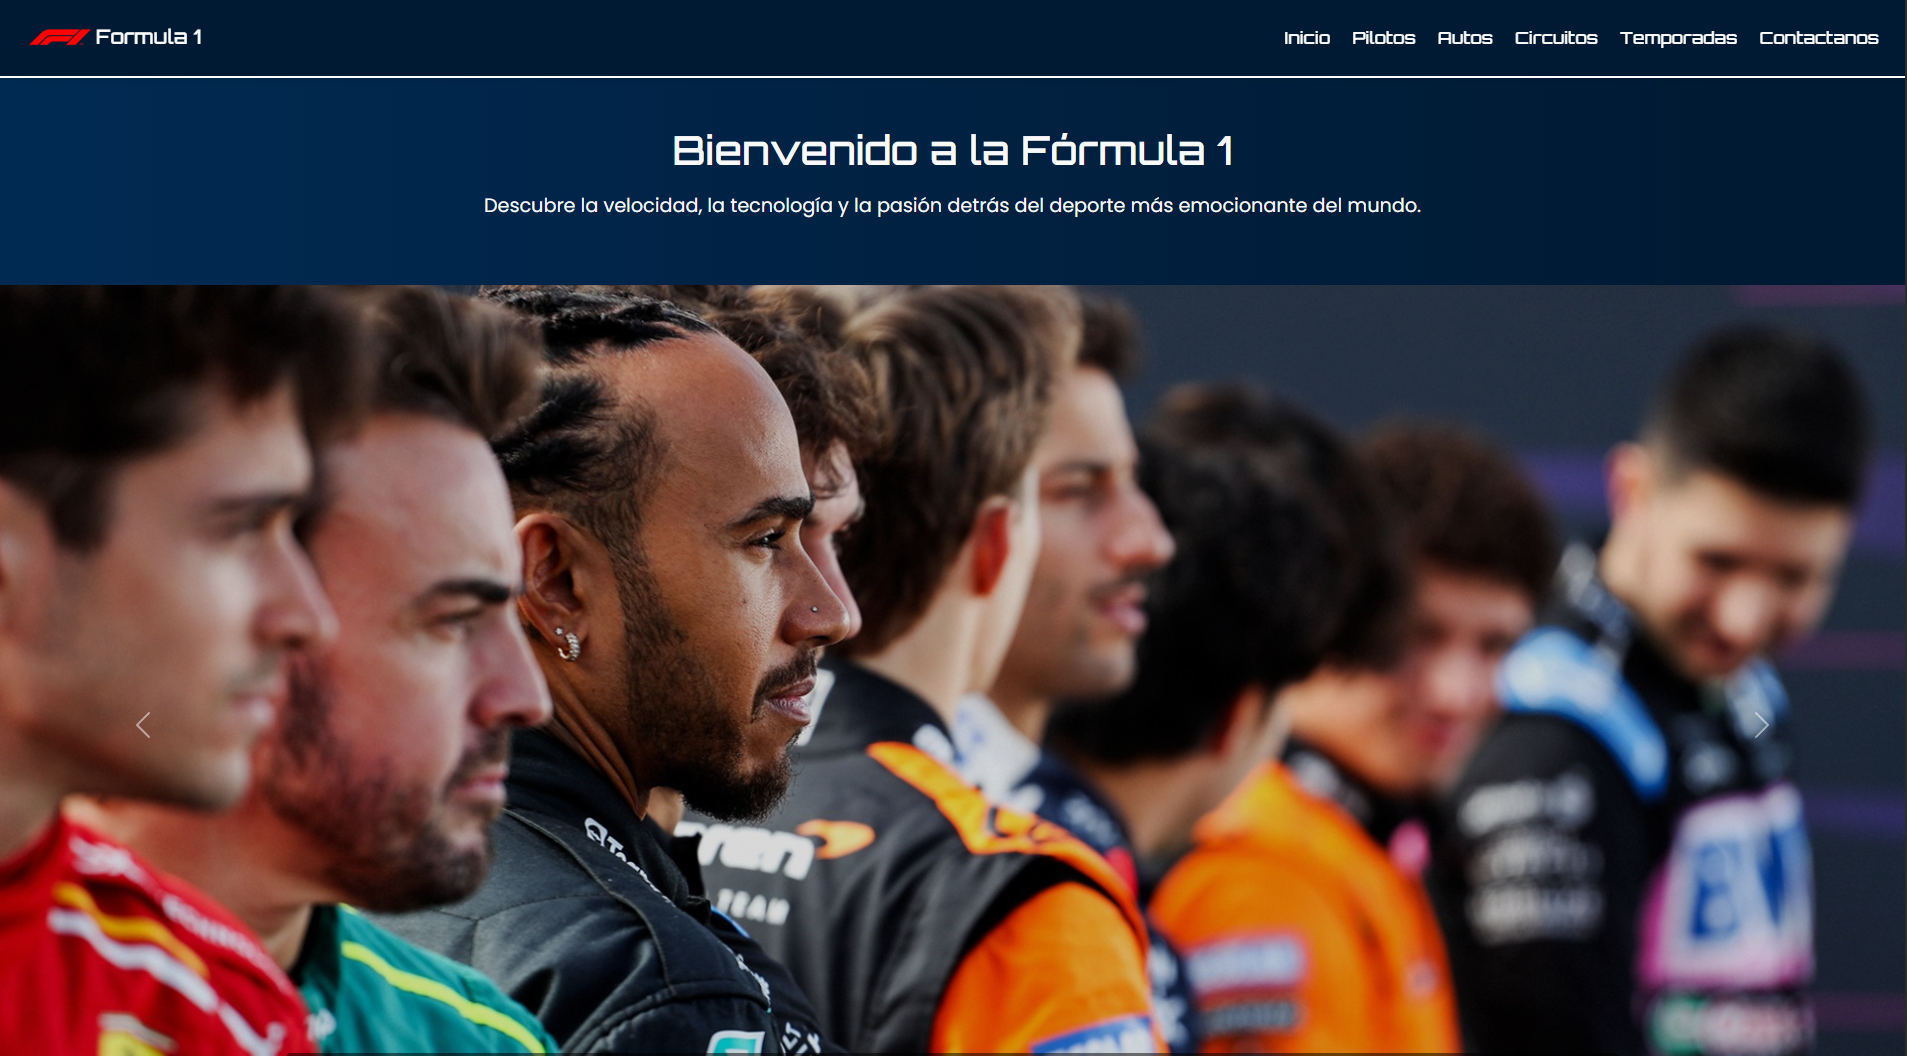 Formula 1
Inicio Pilotos Autos Circuitos Temporadas Contactanos
Bienvenido a la Fórmula 1
Descubre la velocidad, la tecnología y la pasión detrás del deporte más emocionante del mundo.
TEAM